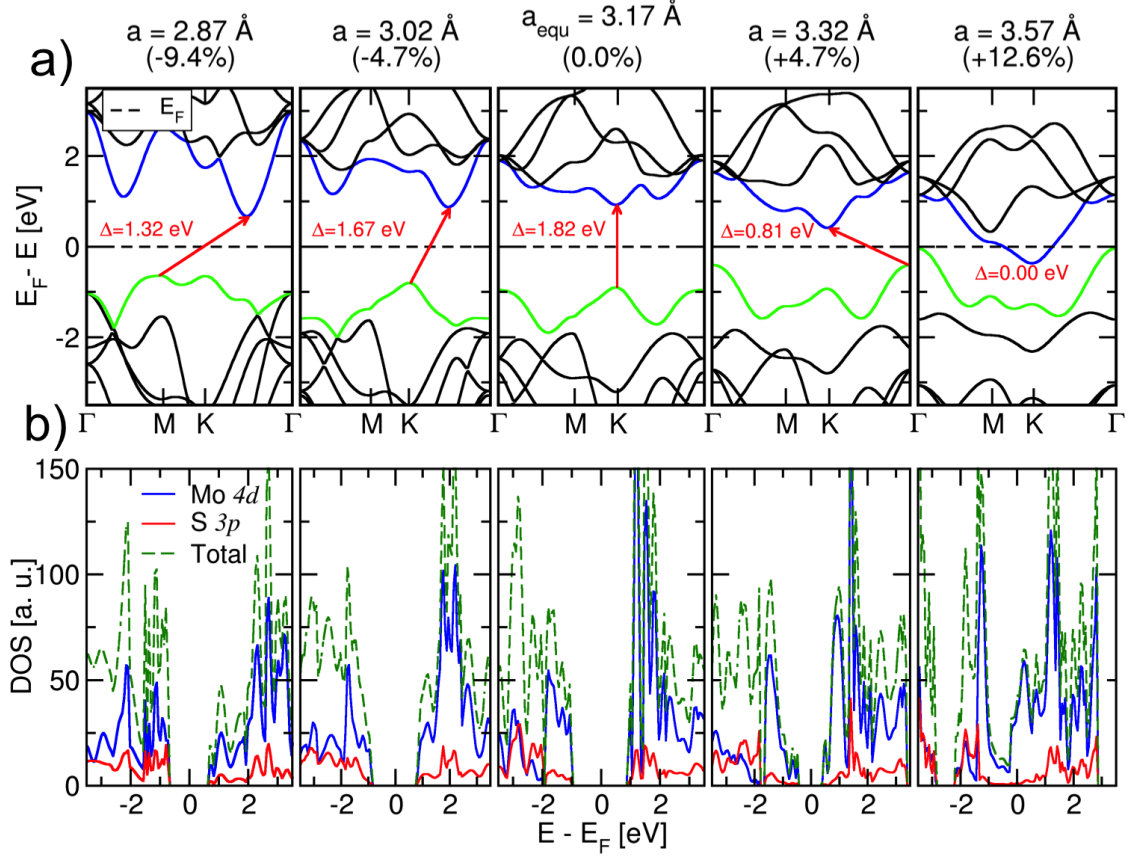 a = 2.87 Å
(-9.4%)
a = 3.02 Å
(-4.7%)
a_equ = 3.17 Å
(0.0%)
a = 3.32 Å
(+4.7%)
a = 3.57 Å
(+12.6%)
a)
E_F
E_F- E [eV]
2
0
-2
Δ=1.32 eV
Δ=1.67 eV
Δ=1.82 eV
Δ=0.81 eV
Δ=0.00 eV
Γ M K Γ M K Γ M K Γ M K Γ M K Γ
b)
DOS [a. u.]
150
100
50
0
Mo 4d
S 3p
Total
-2 0 2 -2 0 2 -2 0 2 -2 0 2 -2 0 2
E - E_F [eV]